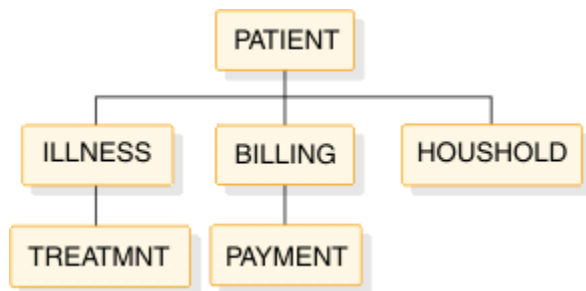 PATIENT
ILLNESS
BILLING
HOUSHOLD
TREATMNT
PAYMENT